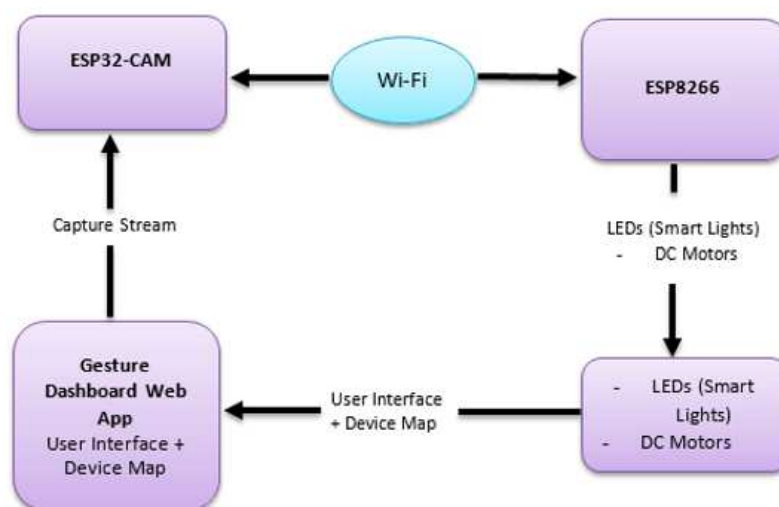 ESP32-CAM
Wi-Fi
ESP8266
Capture Stream
LEDs (Smart Lights)
- DC Motors
Gesture
Dashboard Web
App
User Interface +
Device Map
User Interface
+ Device Map
- LEDs (Smart
Lights)
- DC Motors